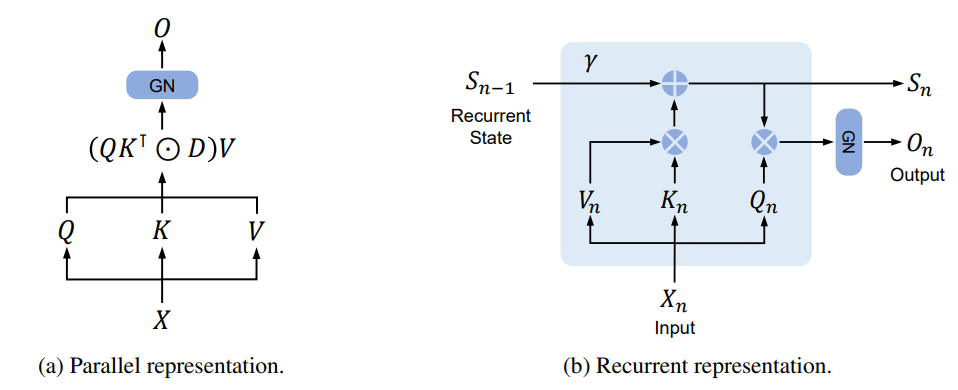 O
GN
(QK⊺ ⊙ D)V
Q K V
X
(a) Parallel representation.
γ
Sₙ₋₁
Recurrent
State
Sₙ
GN
Oₙ
Output
Vₙ Kₙ Qₙ
Xₙ
Input
(b) Recurrent representation.